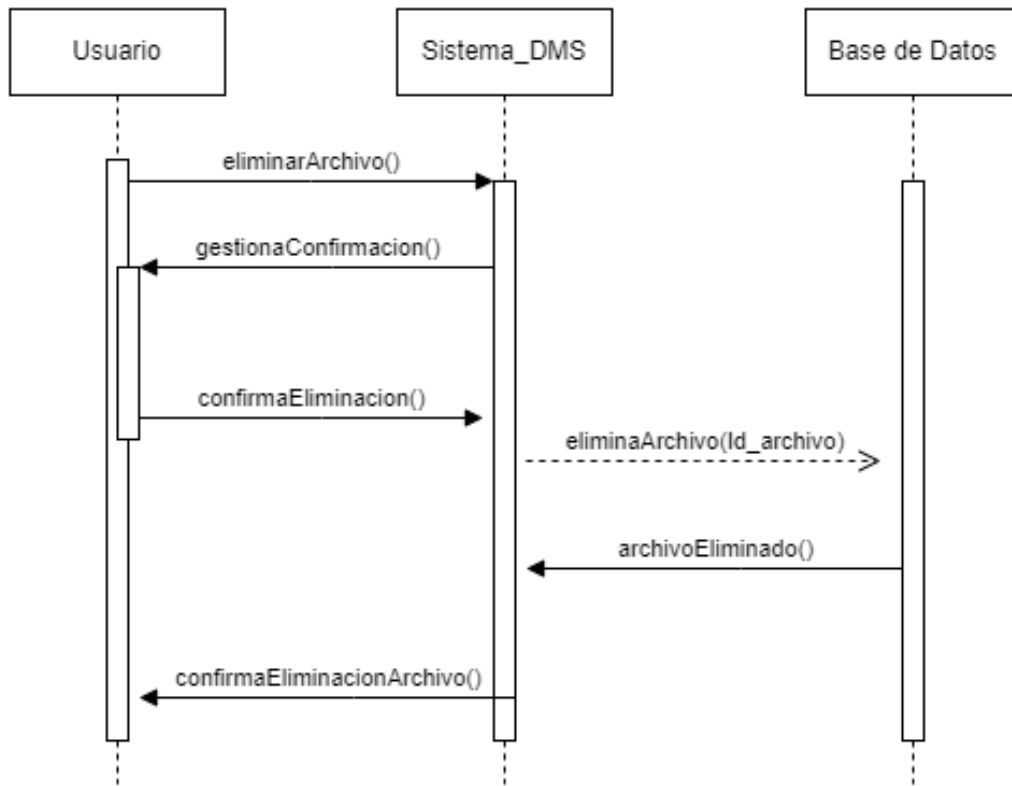 Usuario
Sistema_DMS
Base de Datos
eliminarArchivo()
gestionaConfirmacion()
confirmaEliminacion()
eliminaArchivo(Id_archivo)
archivoEliminado()
confirmaEliminacionArchivo()